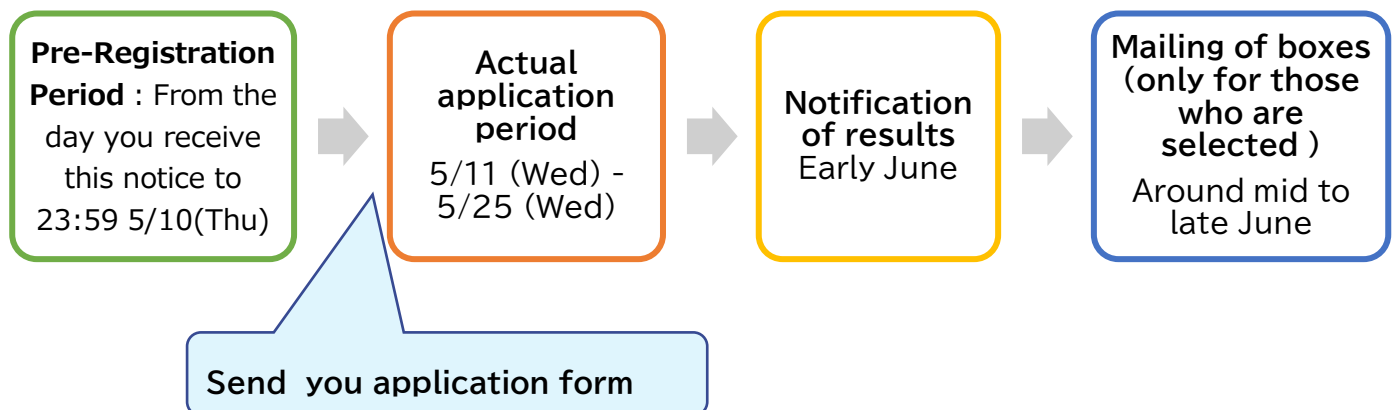 Pre-Registration
Period : From the
day you receive
this notice to
23:59 5/10(Thu)
Actual
application
period
5/11 (Wed) -
5/25 (Wed)
Notification
of results
Early June
Mailing of boxes
(only for those
who are
selected )
Around mid to
late June
Send you application form